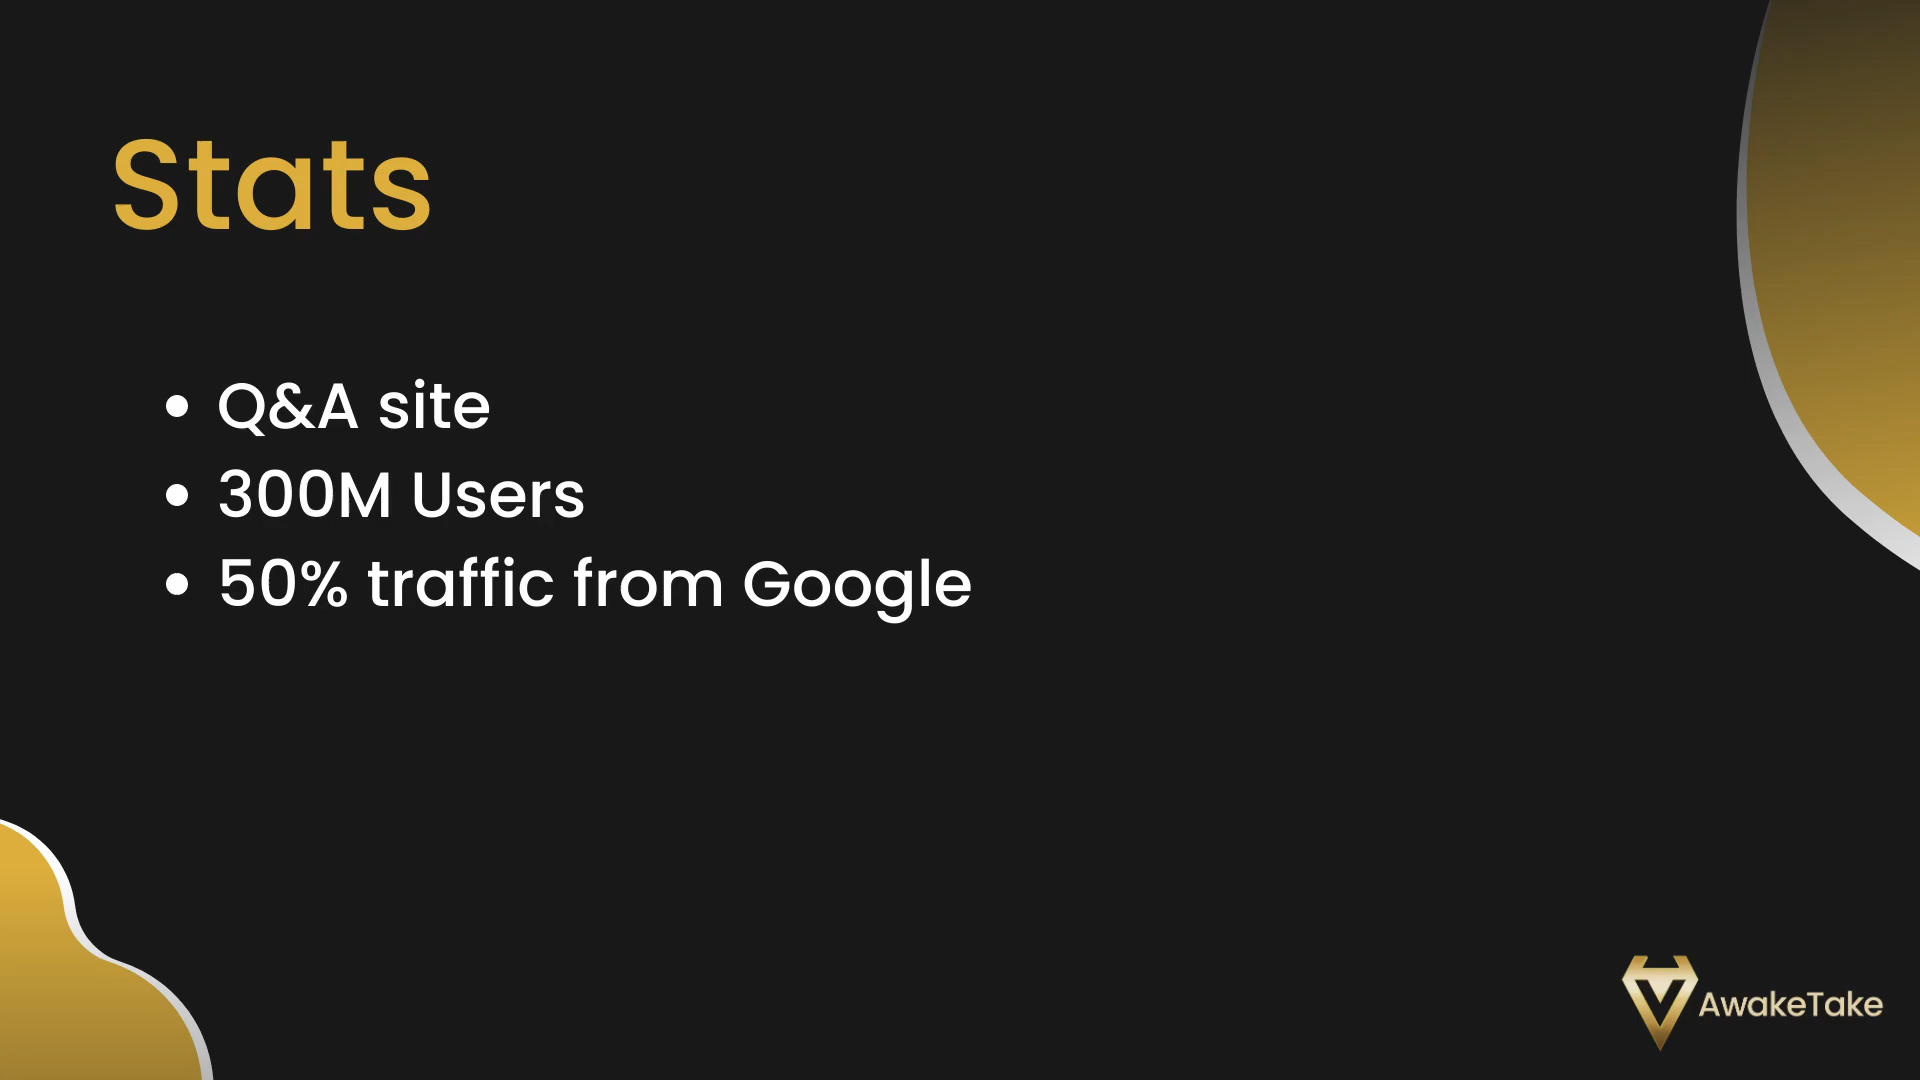 Stats
• Q&A site
• 300M Users
• 50% traffic from Google
AwakeTake